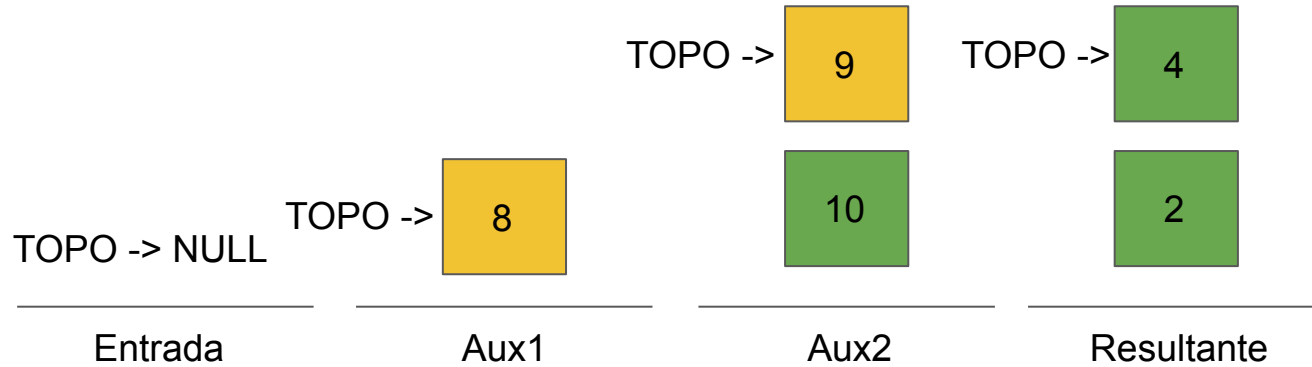 TOPO -> 9 TOPO -> 4
TOPO -> 8 10 2
TOPO -> NULL
Entrada Aux1 Aux2 Resultante